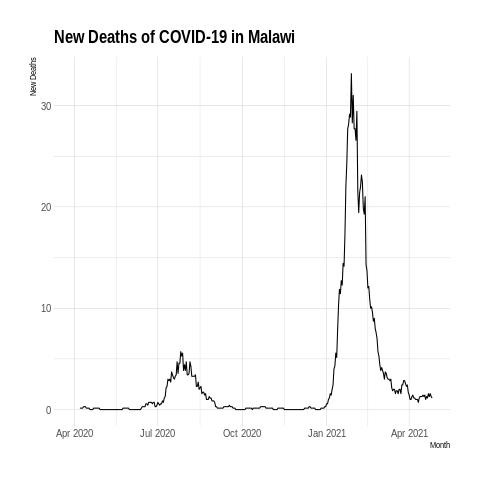 New Deaths of COVID-19 in Malawi
New Deaths
30
20
10
0
Apr 2020 Jul 2020 Oct 2020 Jan 2021 Apr 2021
Month